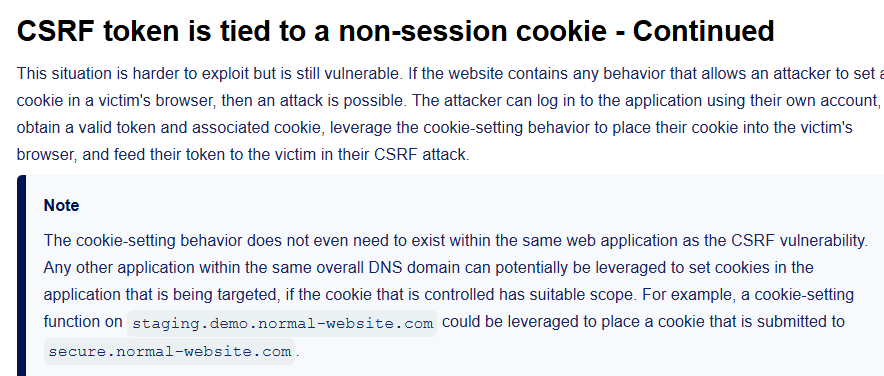 CSRF token is tied to a non-session cookie - Continued
This situation is harder to exploit but is still vulnerable. If the website contains any behavior that allows an attacker to set a
cookie in a victim's browser, then an attack is possible. The attacker can log in to the application using their own account,
obtain a valid token and associated cookie, leverage the cookie-setting behavior to place their cookie into the victim's
browser, and feed their token to the victim in their CSRF attack.
Note
The cookie-setting behavior does not even need to exist within the same web application as the CSRF vulnerability.
Any other application within the same overall DNS domain can potentially be leveraged to set cookies in the
application that is being targeted, if the cookie that is controlled has suitable scope. For example, a cookie-setting
function on staging.demo.normal-website.com could be leveraged to place a cookie that is submitted to
secure.normal-website.com.